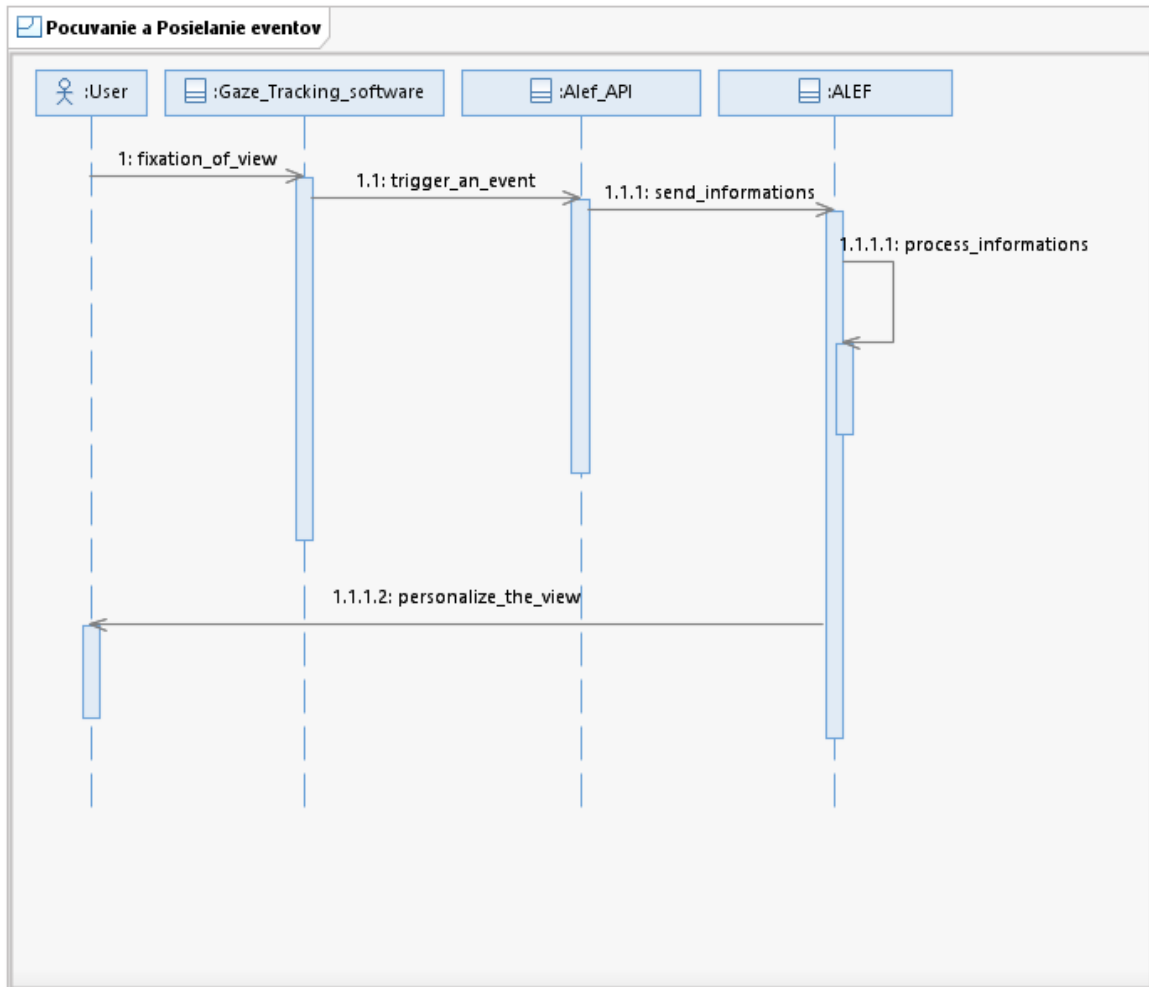 Pocuvanie a Posielanie eventov
:User
:Gaze_Tracking_software
:Alef_API
:ALEF
1: fixation_of_view
1.1: trigger_an_event
1.1.1: send_informations
1.1.1.1: process_informations
1.1.1.2: personalize_the_view